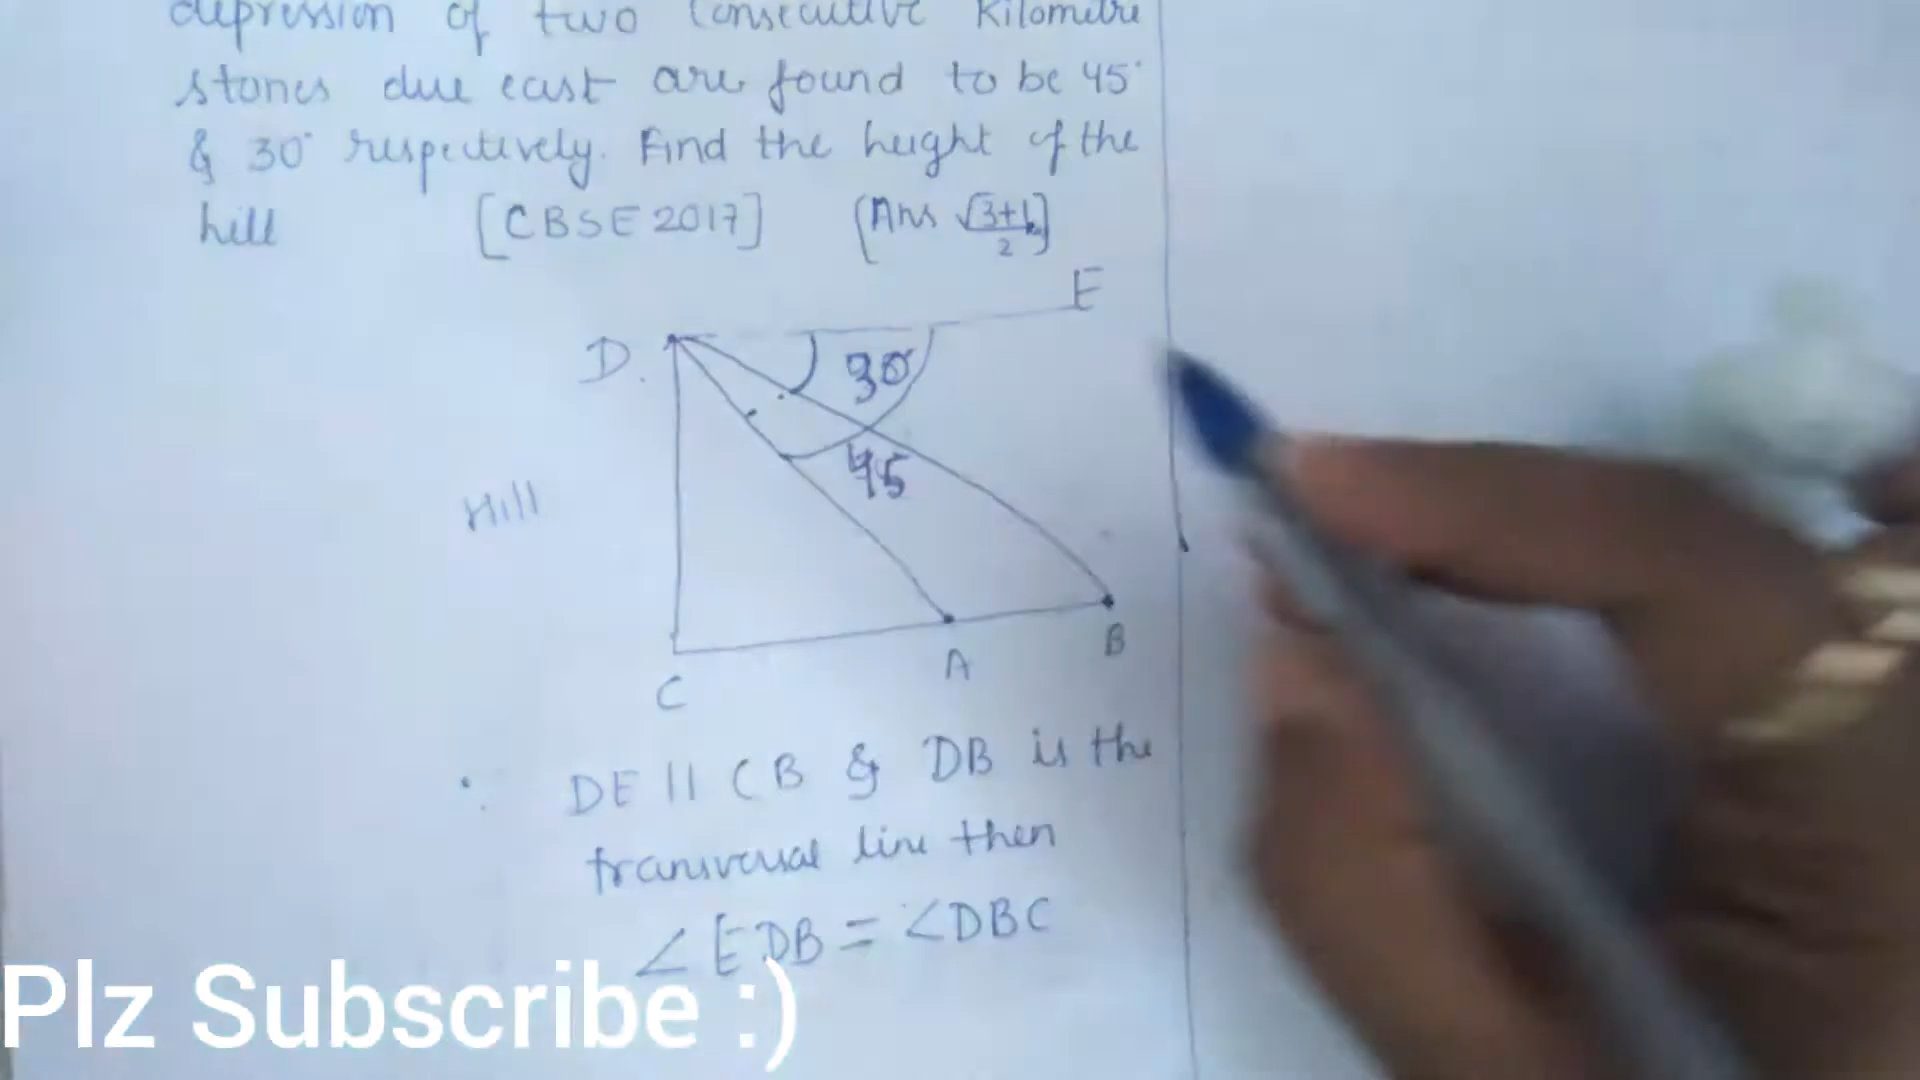 depression of two consecutive Kilometre
stones due east are found to be 45°
& 30° respectively. Find the height of the
hill [CBSE 2017] [Ans √3+1/2]
E
D.
30
45
Hill
A
B
C
∵ DE || CB & DB is the
transversal line then
∠EDB = ∠DBC
Plz Subscribe :)